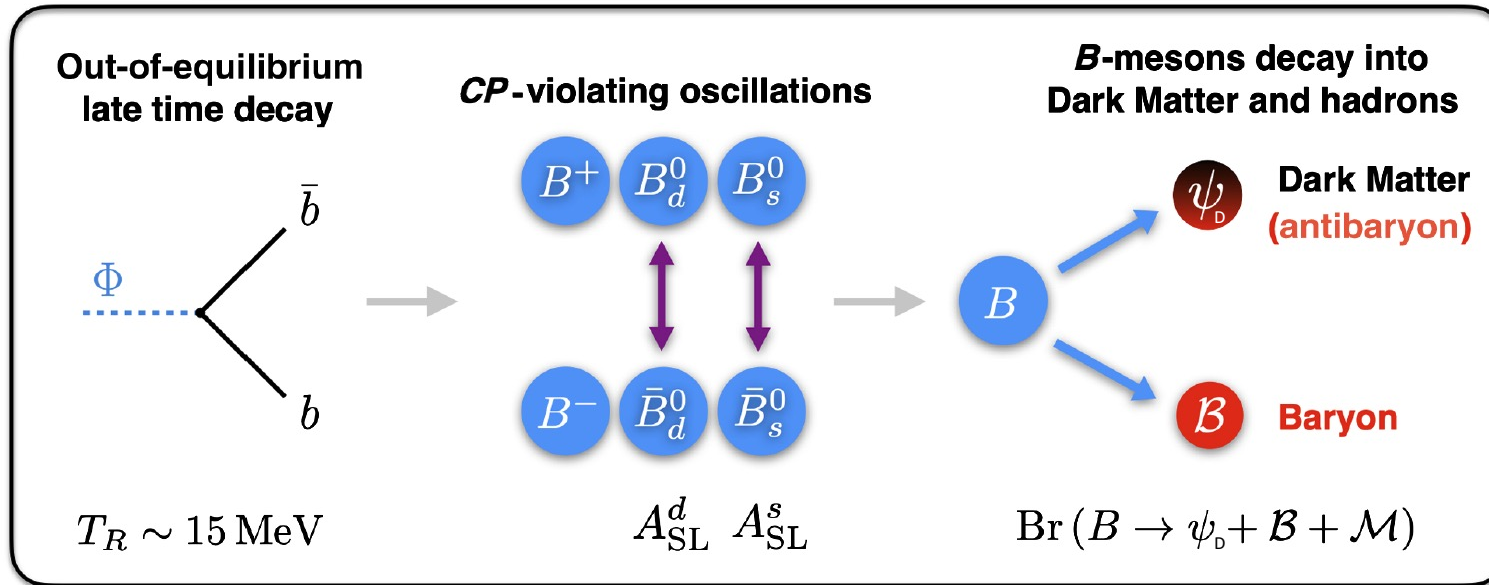 Out-of-equilibrium
late time decay
Φ
b̄
b
T_R ∼ 15 MeV
CP-violating oscillations
B⁺ B⁰_d B⁰_s
B⁻ B̄⁰_d B̄⁰_s
A^d_SL A^s_SL
B-mesons decay into
Dark Matter and hadrons
ψ_D Dark Matter
(antibaryon)
B
ℬ Baryon
Br (B → ψ_D + ℬ + ℳ)